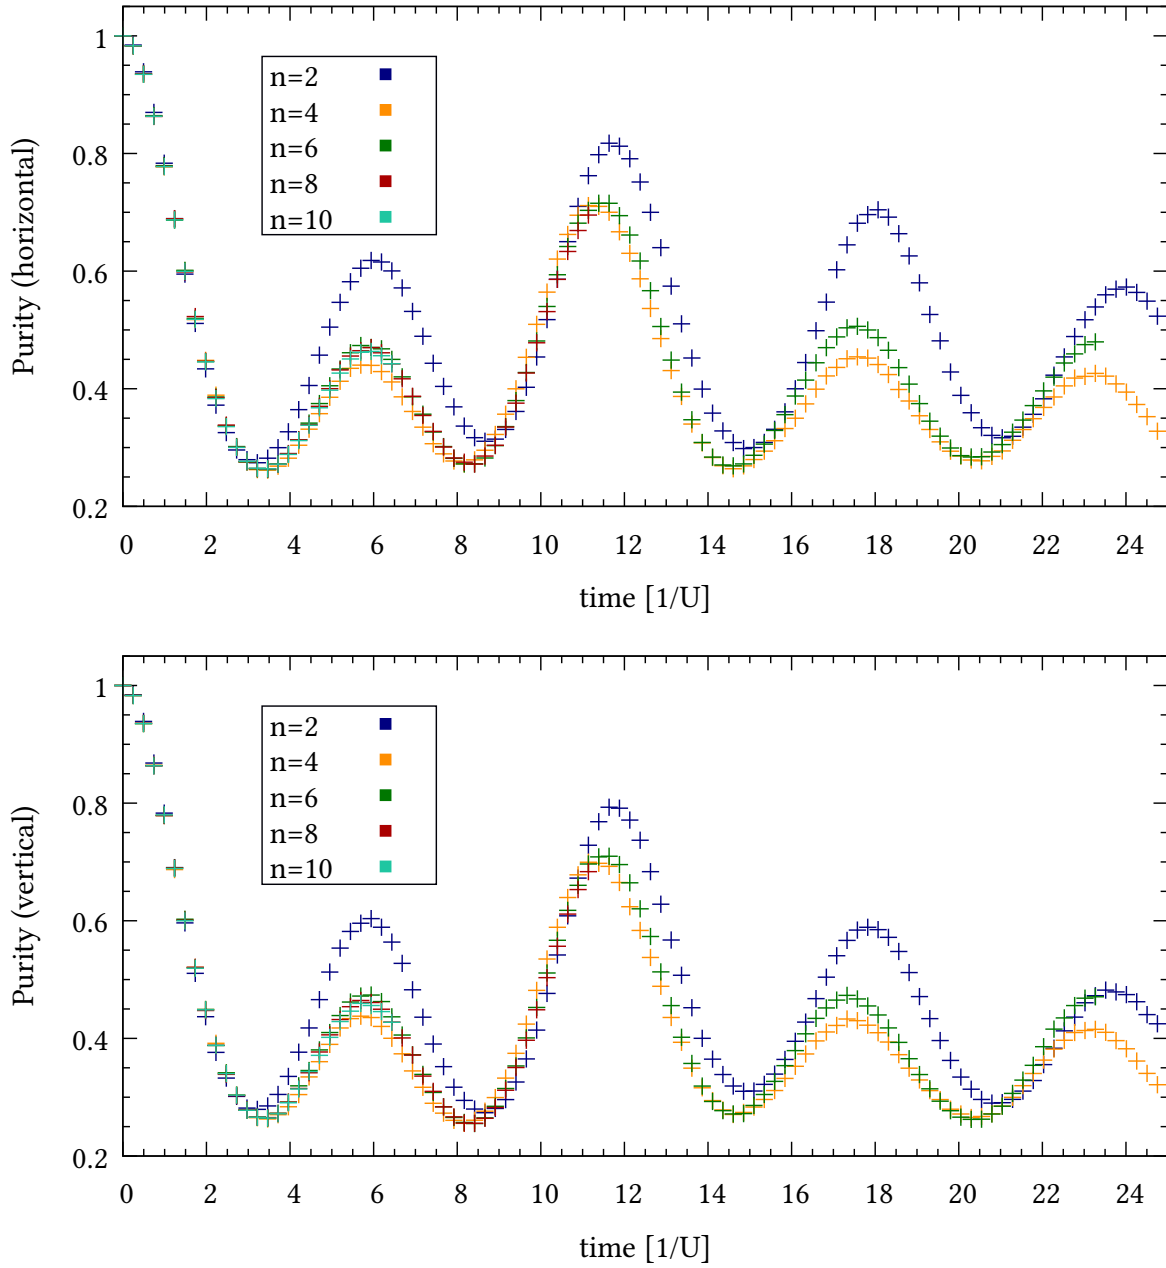 1
0.8
0.6
0.4
0.2
Purity (horizontal)
n=2
n=4
n=6
n=8
n=10
0 2 4 6 8 10 12 14 16 18 20 22 24
time [1/U]
1
0.8
0.6
0.4
0.2
Purity (vertical)
n=2
n=4
n=6
n=8
n=10
0 2 4 6 8 10 12 14 16 18 20 22 24
time [1/U]